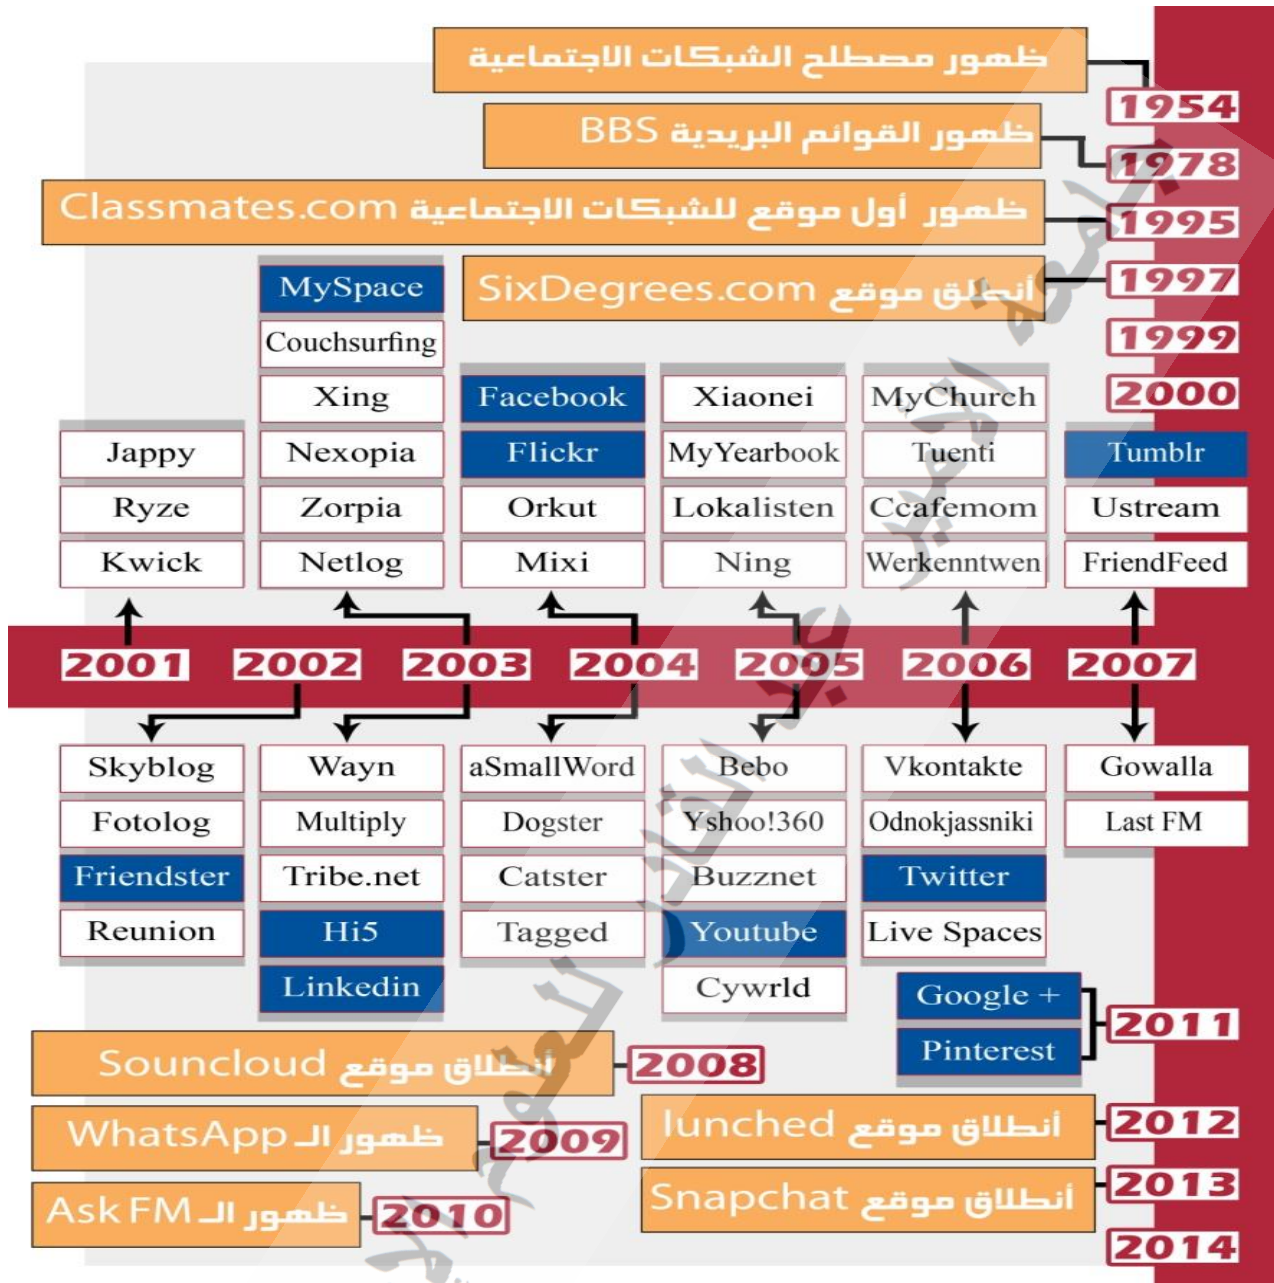 ظهور مصطلح الشبكات الاجتماعية
1954
ظهور القوائم البريدية BBS
1978
ظهور أول موقع للشبكات الاجتماعية Classmates.com
1995
أنطلق موقع SixDegrees.com
1997
1999
2000
MySpace
Couchsurfing
Xing
Nexopia
Zorpia
Netlog
Facebook
Flickr
Orkut
Mixi
Xiaonei
MyYearbook
Lokalisten
Ning
MyChurch
Tuenti
Ccafemom
Werkenntwen
Tumblr
Ustream
FriendFeed
Jappy
Ryze
Kwick
2001 2002 2003 2004 2005 2006 2007
Skyblog
Fotolog
Friendster
Reunion
Wayn
Multiply
Tribe.net
Hi5
Linkedin
aSmallWord
Dogster
Catster
Tagged
Bebo
Yshoo!360
Buzznet
Youtube
Cywrld
Vkontakte
Odnokjassniki
Twitter
Live Spaces
Gowalla
Last FM
Google +
Pinterest
2011
أنطلاق موقع Souncloud
2008
ظهور الـ WhatsApp
2009
ظهور الـ Ask FM
2010
أنطلاق موقع lunched
2012
أنطلاق موقع Snapchat
2013
2014
جامعة الأمير عبد القادر للعلوم